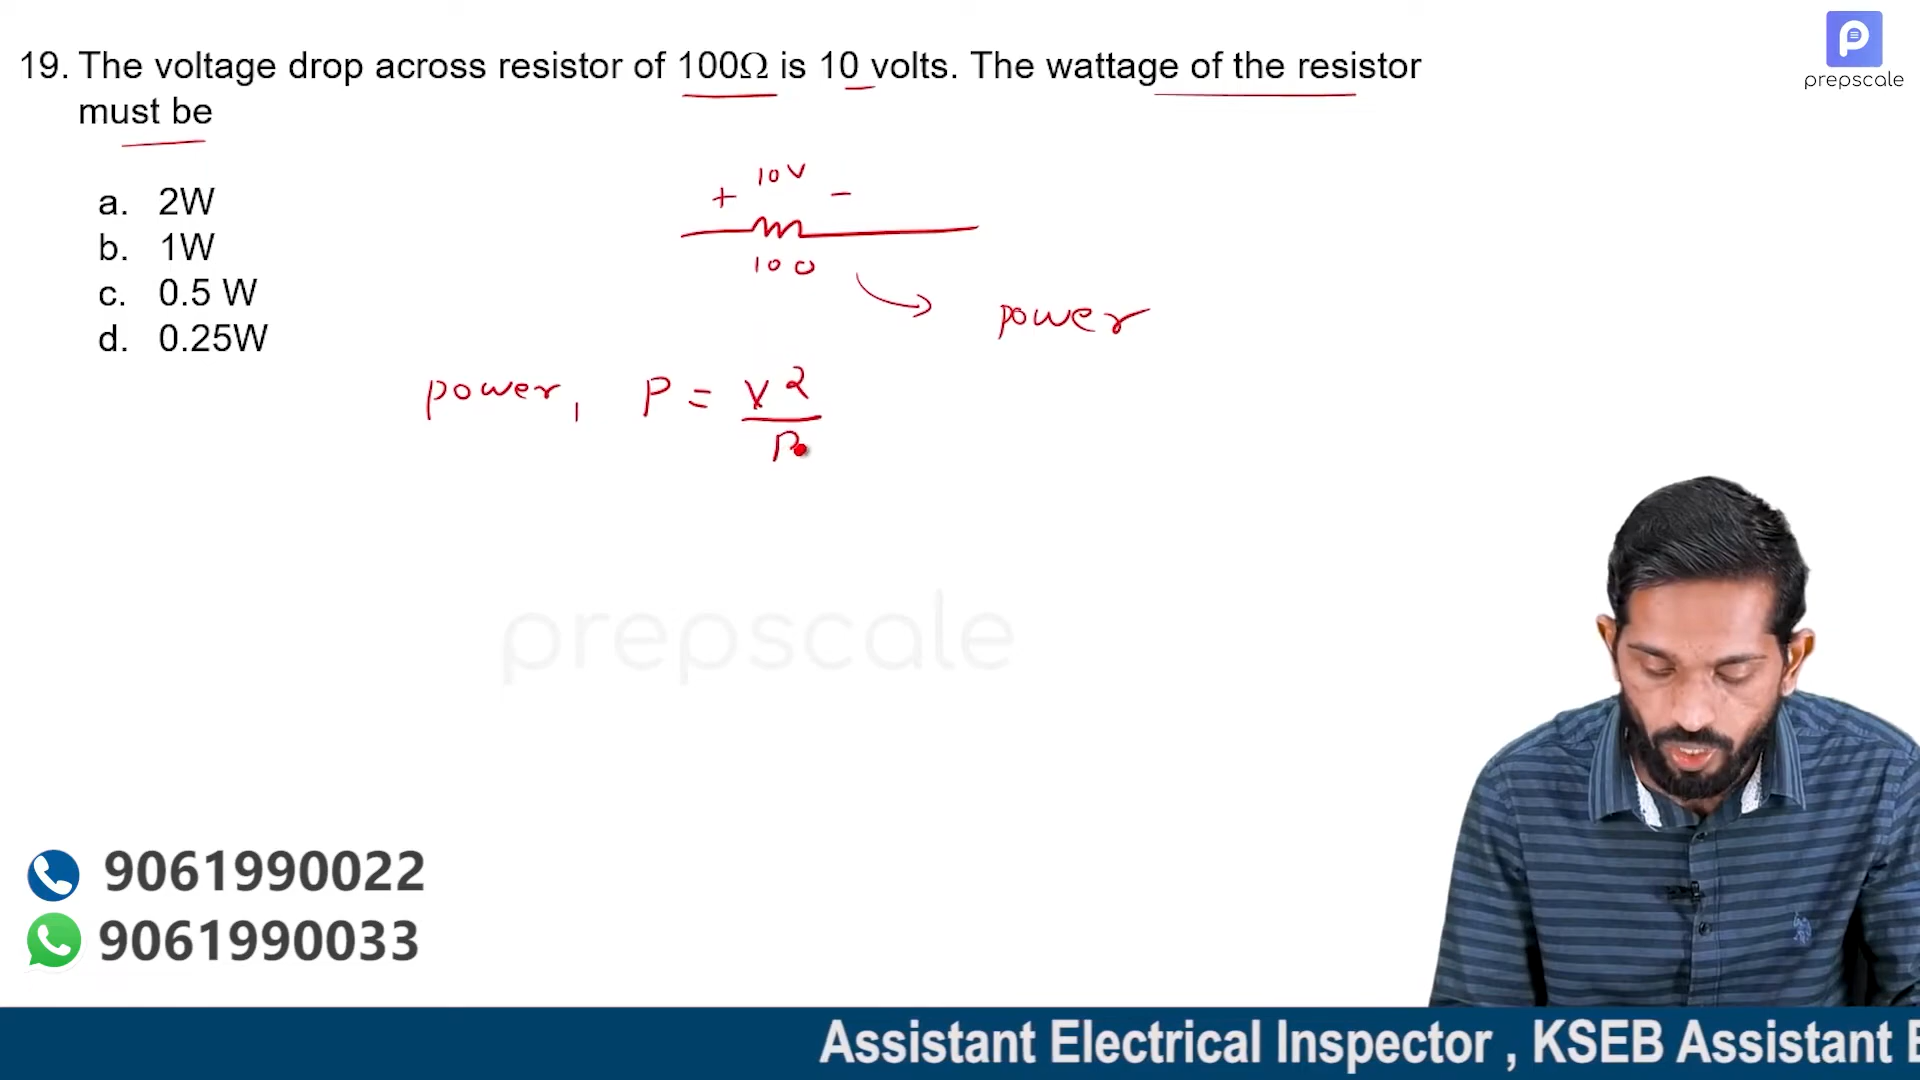 19. The voltage drop across resistor of 100Ω is 10 volts. The wattage of the resistor
must be
prepscale
a. 2W
b. 1W
c. 0.5 W
d. 0.25W
10V
+ −
100
power
power, P = V²
R
prepscale
9061990022
9061990033
Assistant Electrical Inspector , KSEB Assistant E